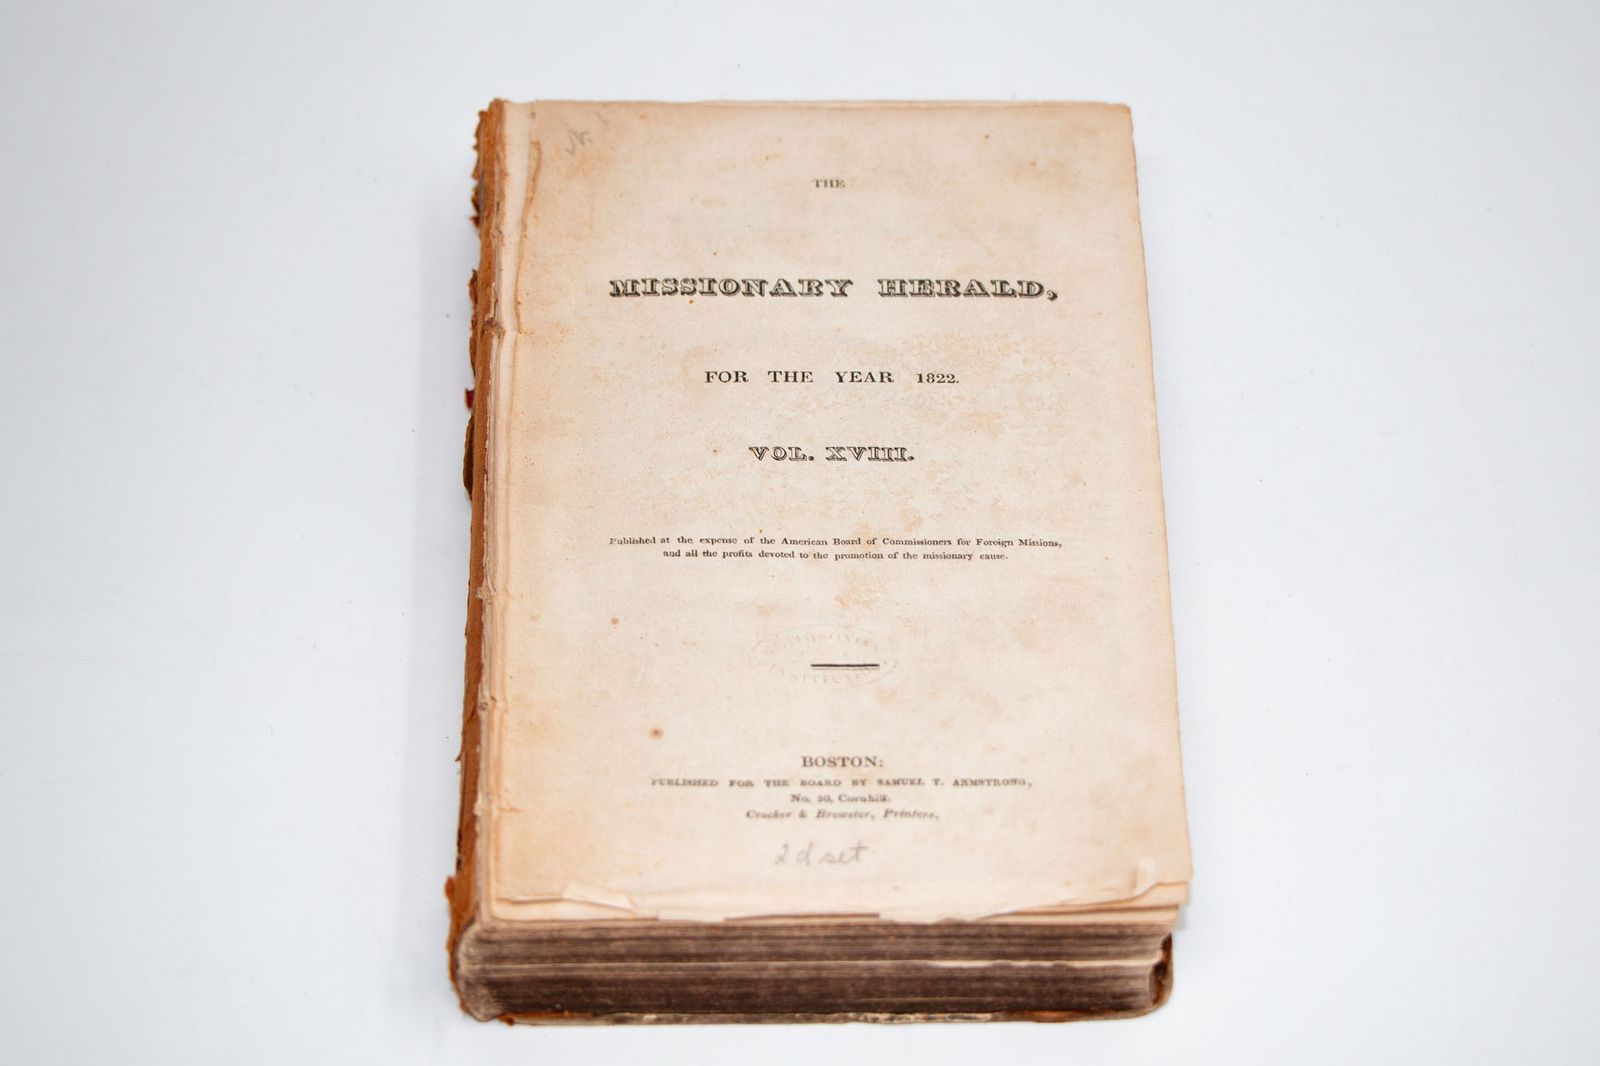 THE
MISSIONARY HERALD,
FOR THE YEAR 1822.
VOL. XVIII.
Published at the expense of the American Board of Commissioners for Foreign Missions,
and all the profits devoted to the promotion of the missionary cause.
BOSTON:
PUBLISHED FOR THE BOARD BY SAMUEL T. ARMSTRONG,
No. 50, Cornhill.
Crocker & Brewster, Printers.
2d set